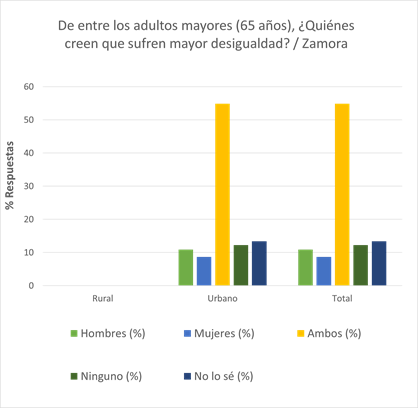 De entre los adultos mayores (65 años), ¿Quiénes
creen que sufren mayor desigualdad? / Zamora
% Respuestas
60
50
40
30
20
10
0
Rural
Urbano
Total
Hombres (%)
Mujeres (%)
Ambos (%)
Ninguno (%)
No lo sé (%)